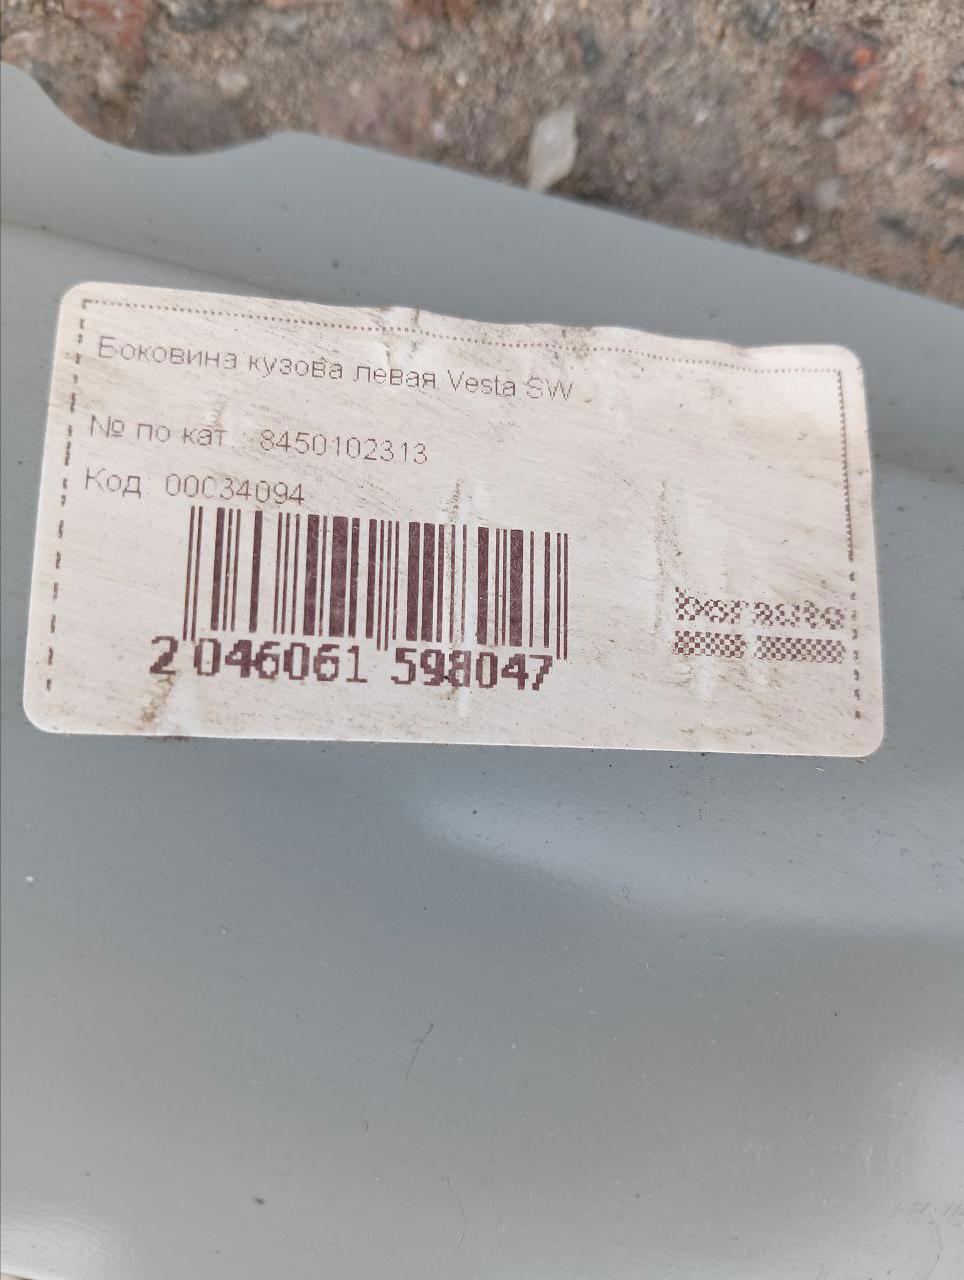 Боковина кузова левая Vesta SW
№ по кат.: 8450102313
Код: 00034094
2 046061 598047